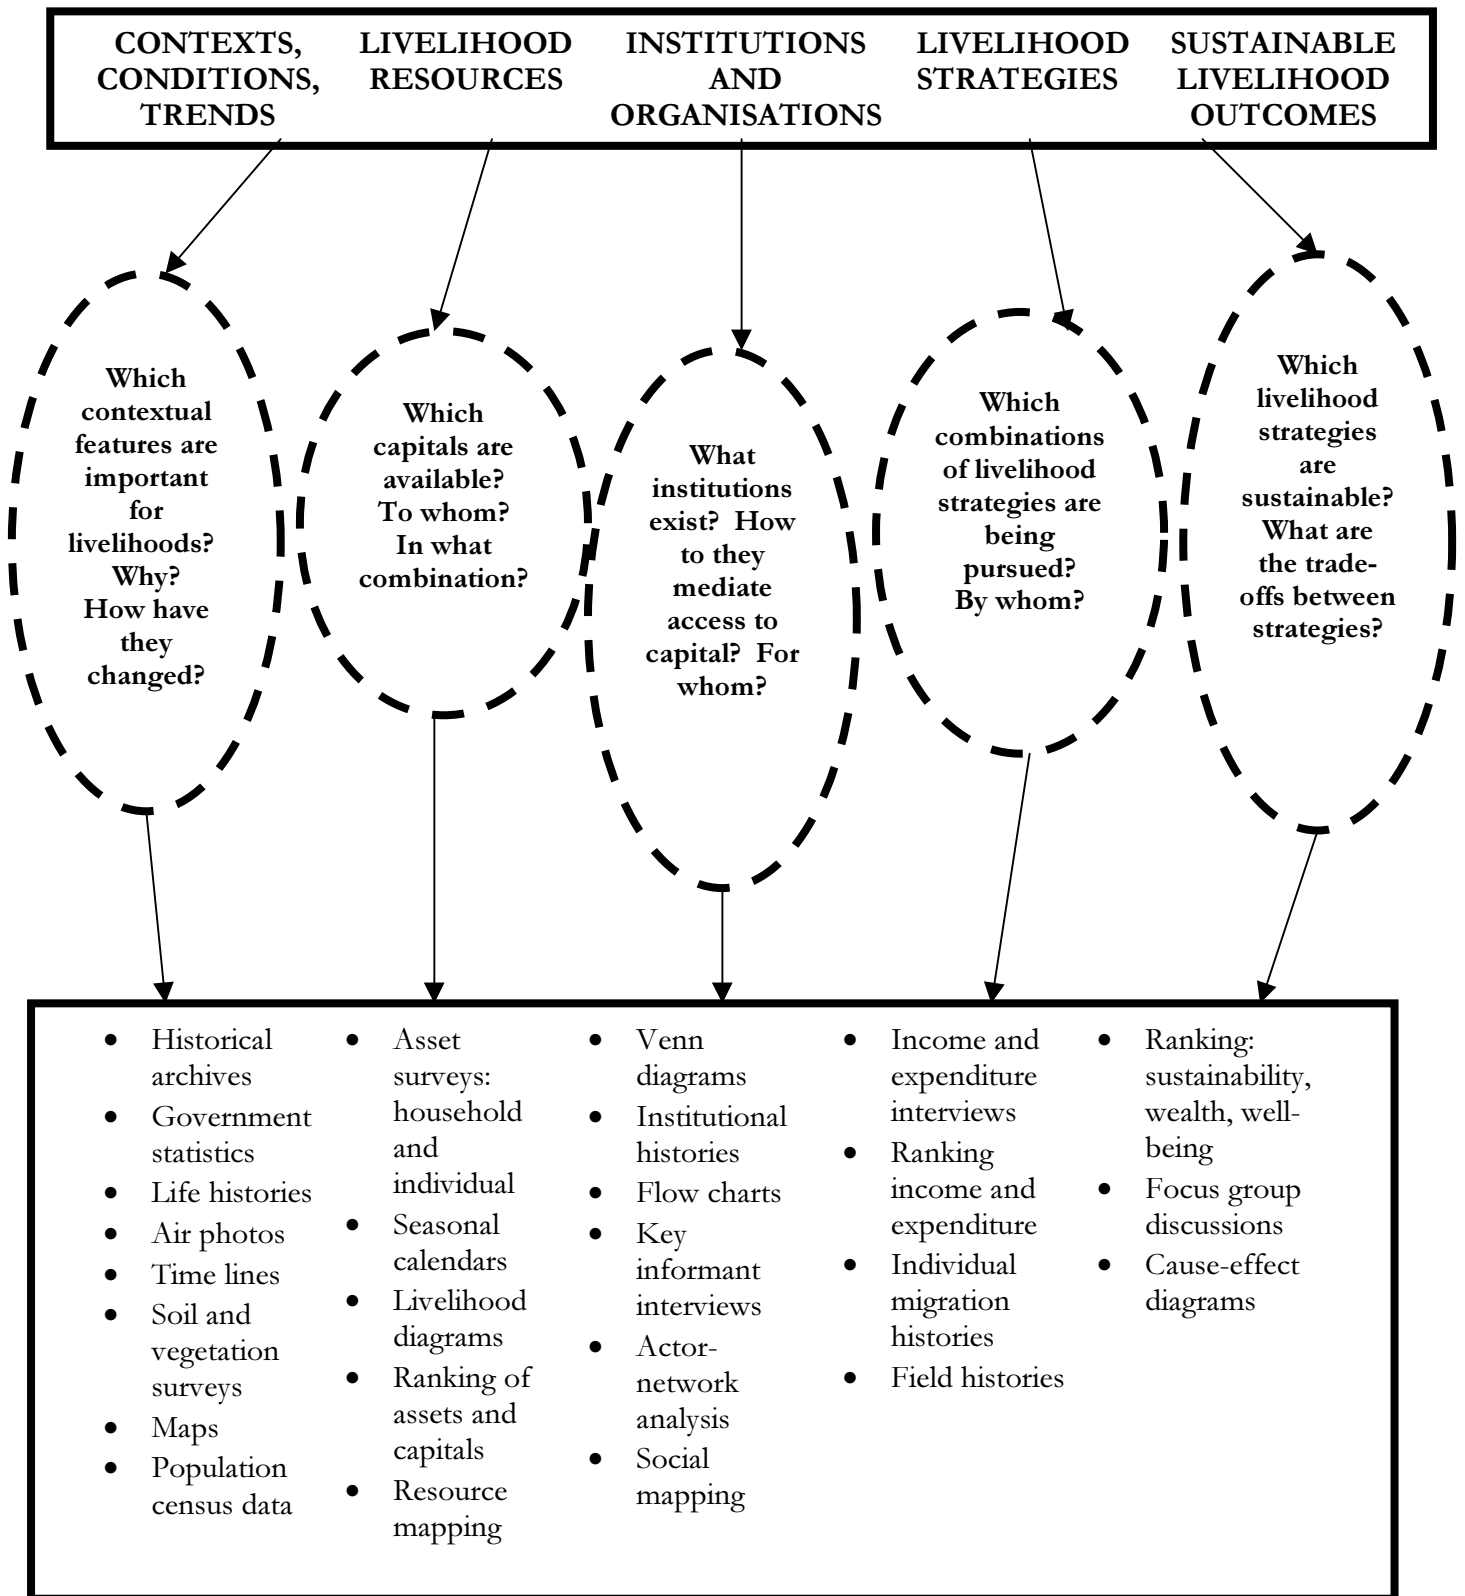 CONTEXTS,
CONDITIONS,
TRENDS
LIVELIHOOD
RESOURCES
INSTITUTIONS
AND
ORGANISATIONS
LIVELIHOOD
STRATEGIES
SUSTAINABLE
LIVELIHOOD
OUTCOMES
Which
contextual
features are
important
for
livelihoods?
Why?
How have
they
changed?
Which
capitals are
available?
To whom?
In what
combination?
What
institutions
exist?  How
to they
mediate
access to
capital?  For
whom?
Which
combinations
of livelihood
strategies are
being
pursued?
By whom?
Which
livelihood
strategies
are
sustainable?
What are
the trade-
offs between
strategies?
• Historical
archives
• Government
statistics
• Life histories
• Air photos
• Time lines
• Soil and
vegetation
surveys
• Maps
• Population
census data
• Asset
surveys:
household
and
individual
• Seasonal
calendars
• Livelihood
diagrams
• Ranking of
assets and
capitals
• Resource
mapping
• Venn
diagrams
• Institutional
histories
• Flow charts
• Key
informant
interviews
• Actor-
network
analysis
• Social
mapping
• Income and
expenditure
interviews
• Ranking
income and
expenditure
• Individual
migration
histories
• Field histories
• Ranking:
sustainability,
wealth, well-
being
• Focus group
discussions
• Cause-effect
diagrams